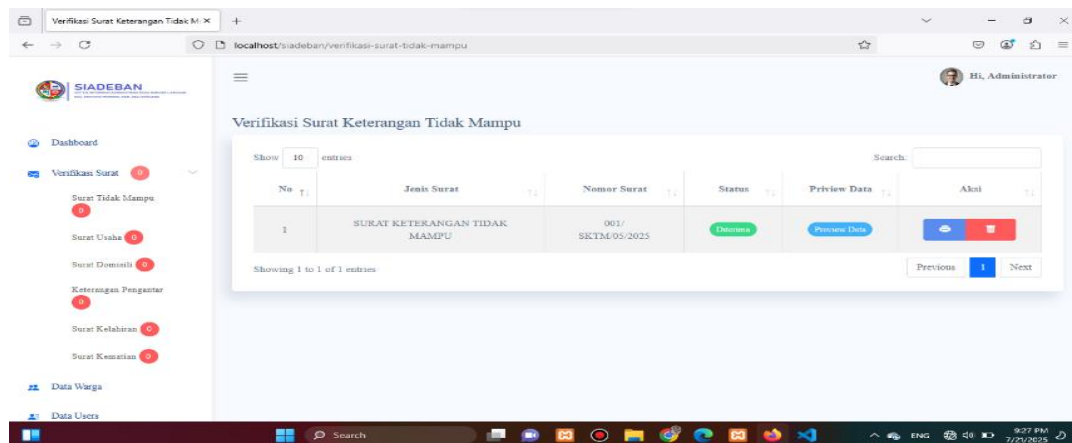 Verifikasi Surat Keterangan Tidak M
localhost/siadeban/verifikasi-surat-tidak-mampu
SIADEBAN
Hi, Administrator
Dashboard
Verifikasi Surat 0
Surat Tidak Mampu
0
Surat Usaha 0
Surat Domisili 0
Keterangan Pengantar
0
Surat Kelahiran 0
Surat Kematian 0
Data Warga
Data Users
Verifikasi Surat Keterangan Tidak Mampu
Show 10 entries
Search:
No Jenis Surat Nomor Surat Status Priview Data Aksi
1 SURAT KETERANGAN TIDAK MAMPU 001/ SKTM/05/2025 Diterima Preview Data
Showing 1 to 1 of 1 entries
Previous 1 Next
Search
ENG
9:27 PM
7/21/2025